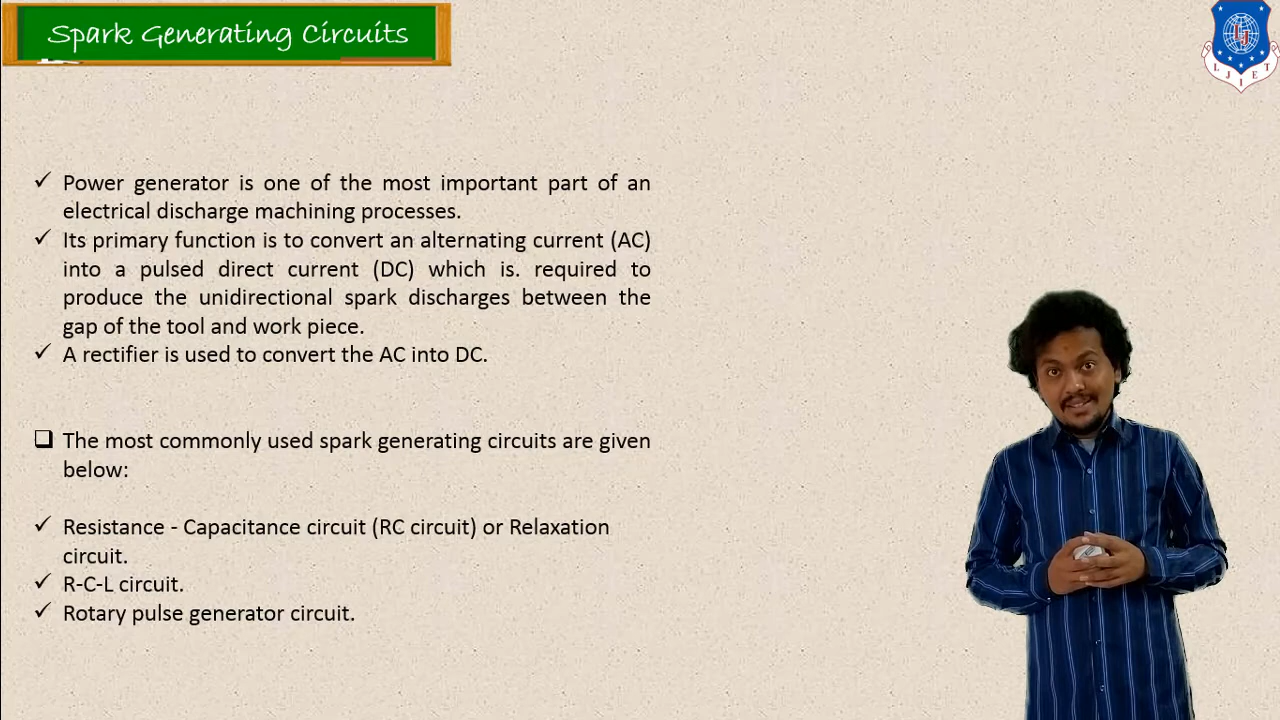 Spark Generating Circuits
L J I E T
✓ Power generator is one of the most important part of an
electrical discharge machining processes.
✓ Its primary function is to convert an alternating current (AC)
into a pulsed direct current (DC) which is. required to
produce the unidirectional spark discharges between the
gap of the tool and work piece.
✓ A rectifier is used to convert the AC into DC.
❑ The most commonly used spark generating circuits are given
below:
✓ Resistance - Capacitance circuit (RC circuit) or Relaxation
circuit.
✓ R-C-L circuit.
✓ Rotary pulse generator circuit.